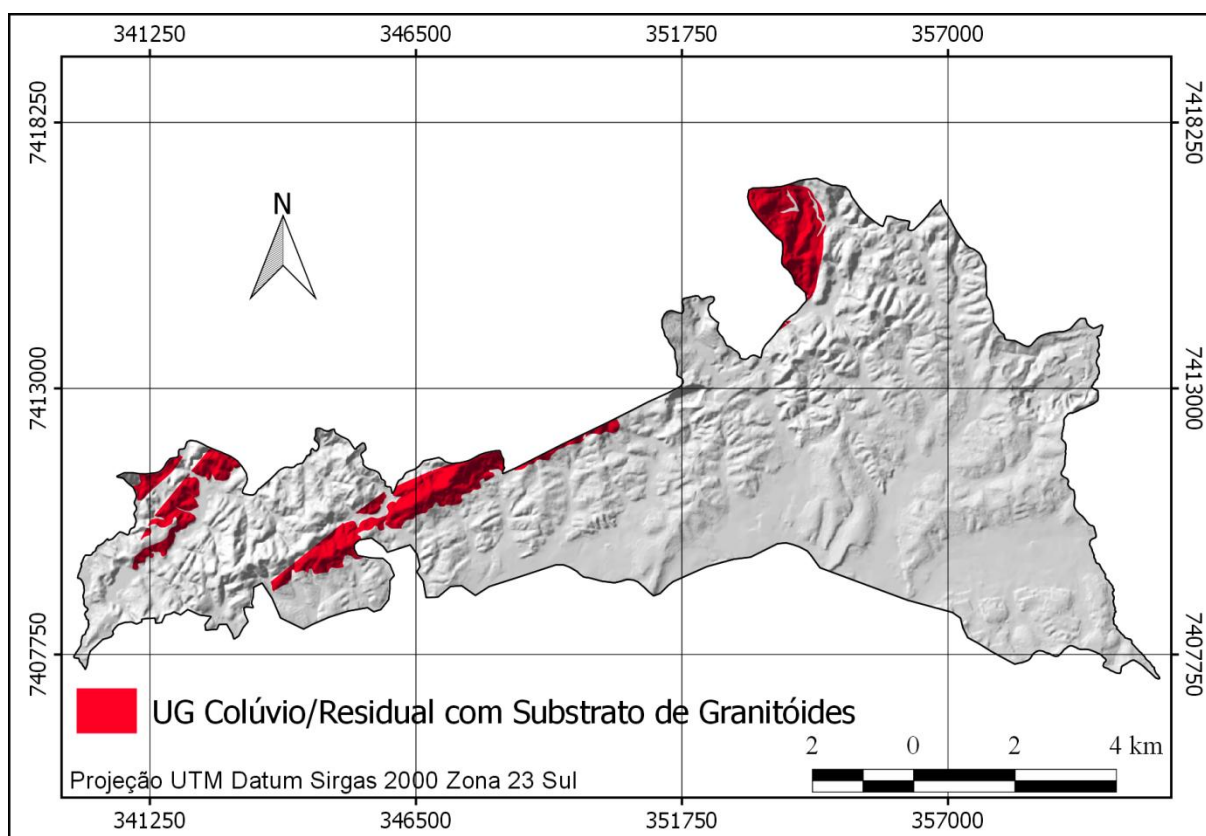 341250 346500 351750 357000
7418250 7418250
N
7413000 7413000
7407750 7407750
UG Colúvio/Residual com Substrato de Granitóides
2 0 2 4 km
Projeção UTM Datum Sirgas 2000 Zona 23 Sul
341250 346500 351750 357000